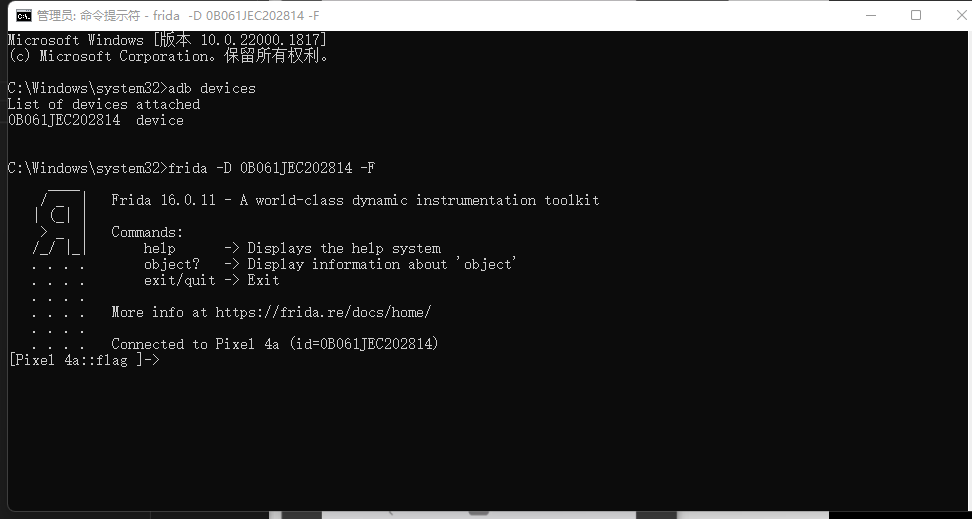 管理员: 命令提示符 - frida -D 0B061JEC202814 -F
Microsoft Windows [版本 10.0.22000.1817]
(c) Microsoft Corporation。保留所有权利。
C:\Windows\system32>adb devices
List of devices attached
0B061JEC202814 device
C:\Windows\system32>frida -D 0B061JEC202814 -F
____
/ _ | Frida 16.0.11 - A world-class dynamic instrumentation toolkit
| (_| |
> _ | Commands:
/_/ |_| help -> Displays the help system
. . . . object? -> Display information about 'object'
. . . . exit/quit -> Exit
. . . .
. . . . More info at https://frida.re/docs/home/
. . . .
. . . . Connected to Pixel 4a (id=0B061JEC202814)
[Pixel 4a::flag ]->